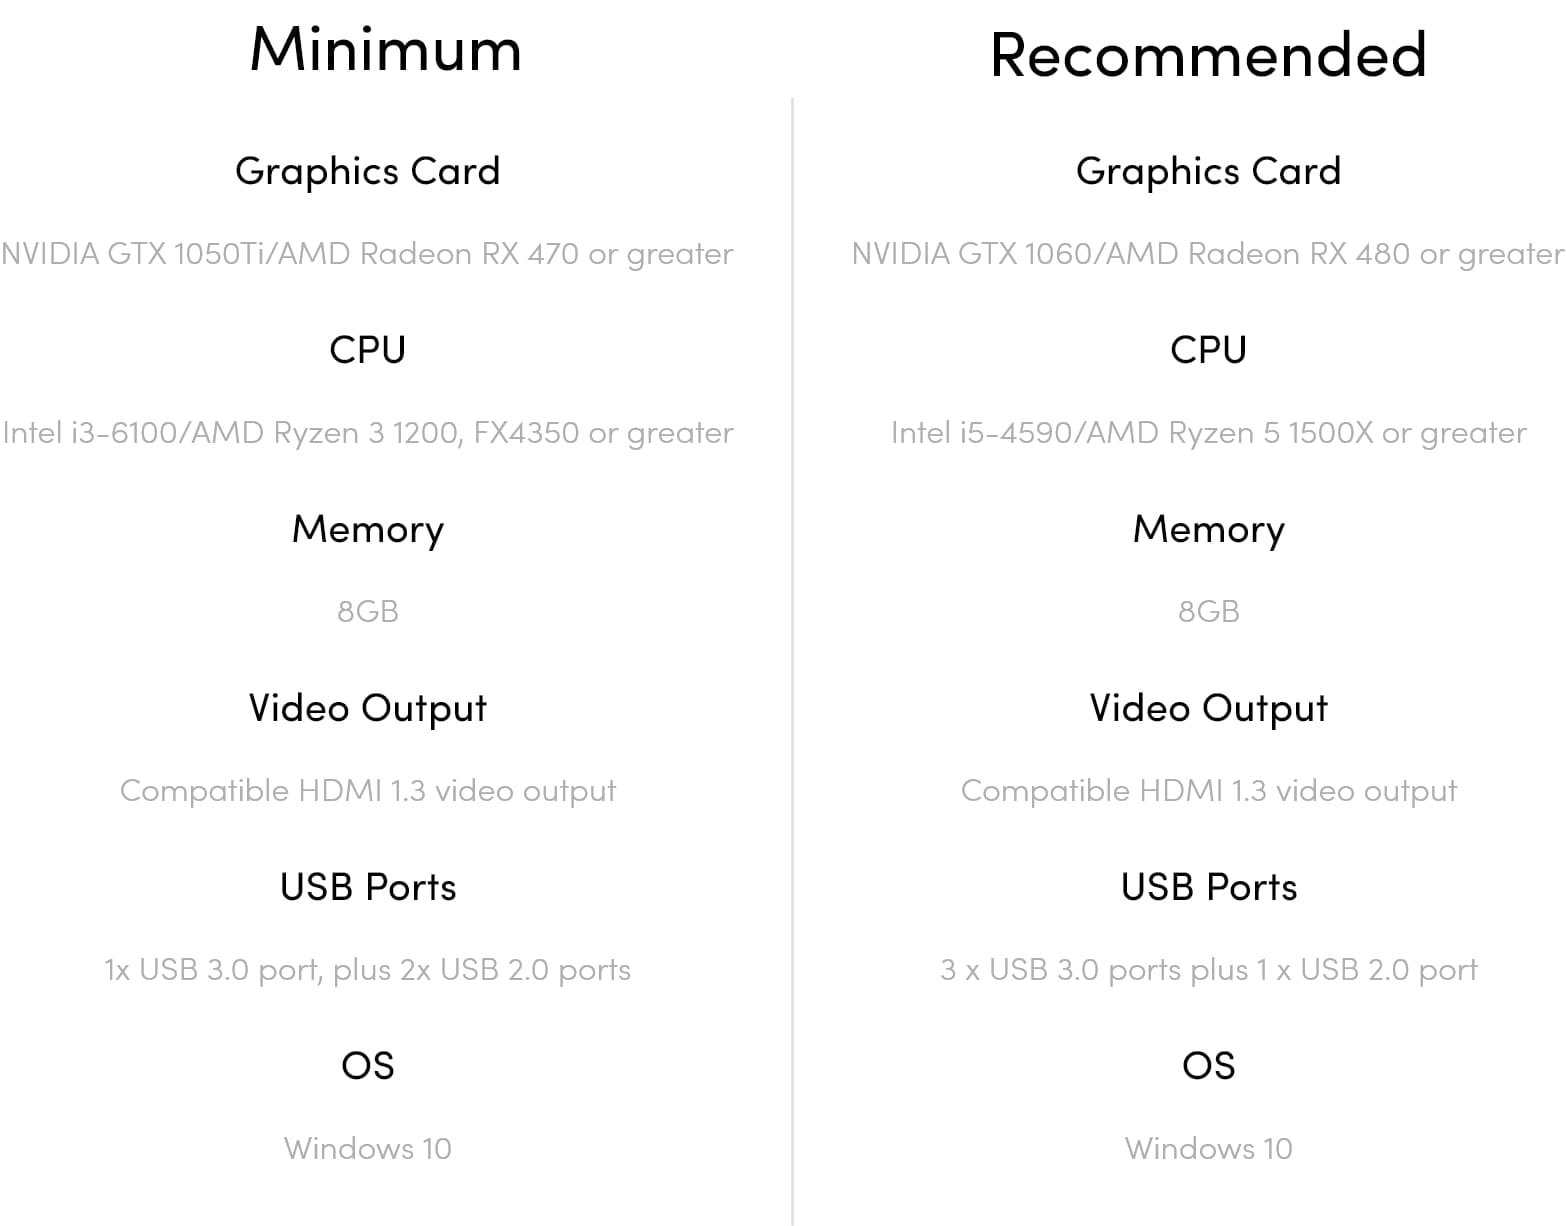 Minimum
Graphics Card
NVIDIA GTX 1050Ti/AMD Radeon RX 470 or greater
CPU
Intel i3-6100/AMD Ryzen 3 1200, FX4350 or greater
Memory
8GB
Video Output
Compatible HDMI 1.3 video output
USB Ports
1x USB 3.0 port, plus 2x USB 2.0 ports
OS
Windows 10
Recommended
Graphics Card
NVIDIA GTX 1060/AMD Radeon RX 480 or greater
CPU
Intel i5-4590/AMD Ryzen 5 1500X or greater
Memory
8GB
Video Output
Compatible HDMI 1.3 video output
USB Ports
3 x USB 3.0 ports plus 1 x USB 2.0 port
OS
Windows 10